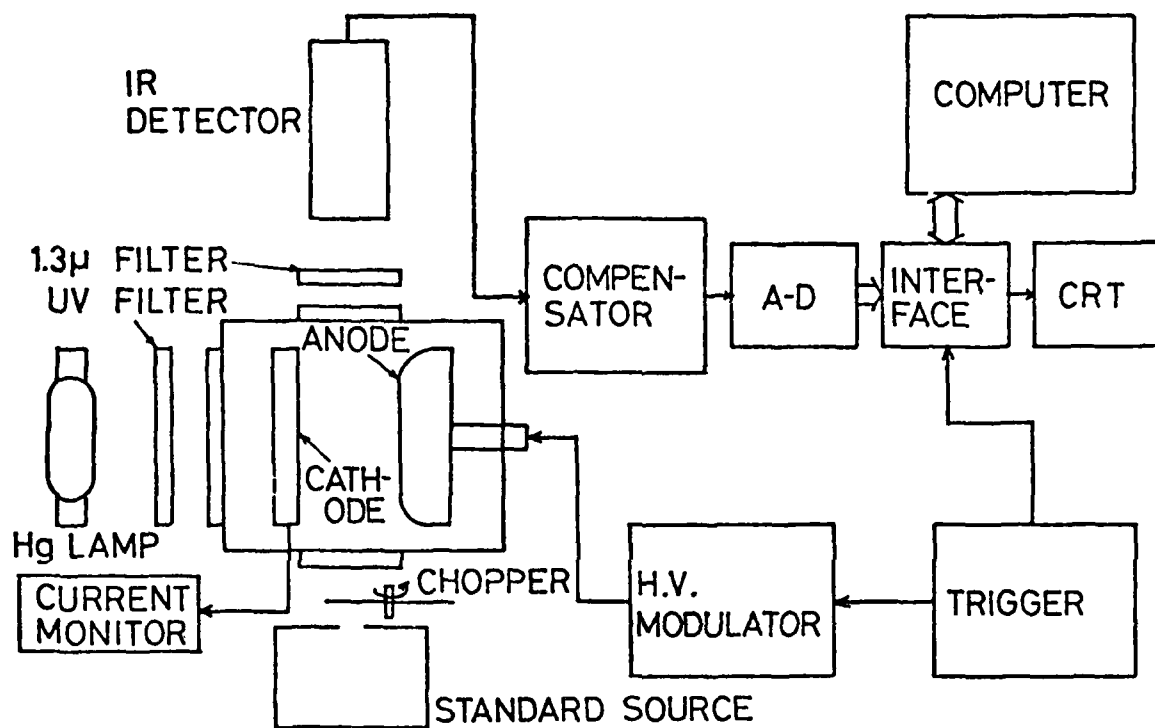 IR
DETECTOR
COMPUTER
1.3μ FILTER
UV FILTER
COMPEN-
SATOR
A-D
INTER-
FACE
CRT
ANODE
CATH-
ODE
Hg LAMP
CURRENT
MONITOR
CHOPPER
H.V.
MODULATOR
TRIGGER
STANDARD SOURCE